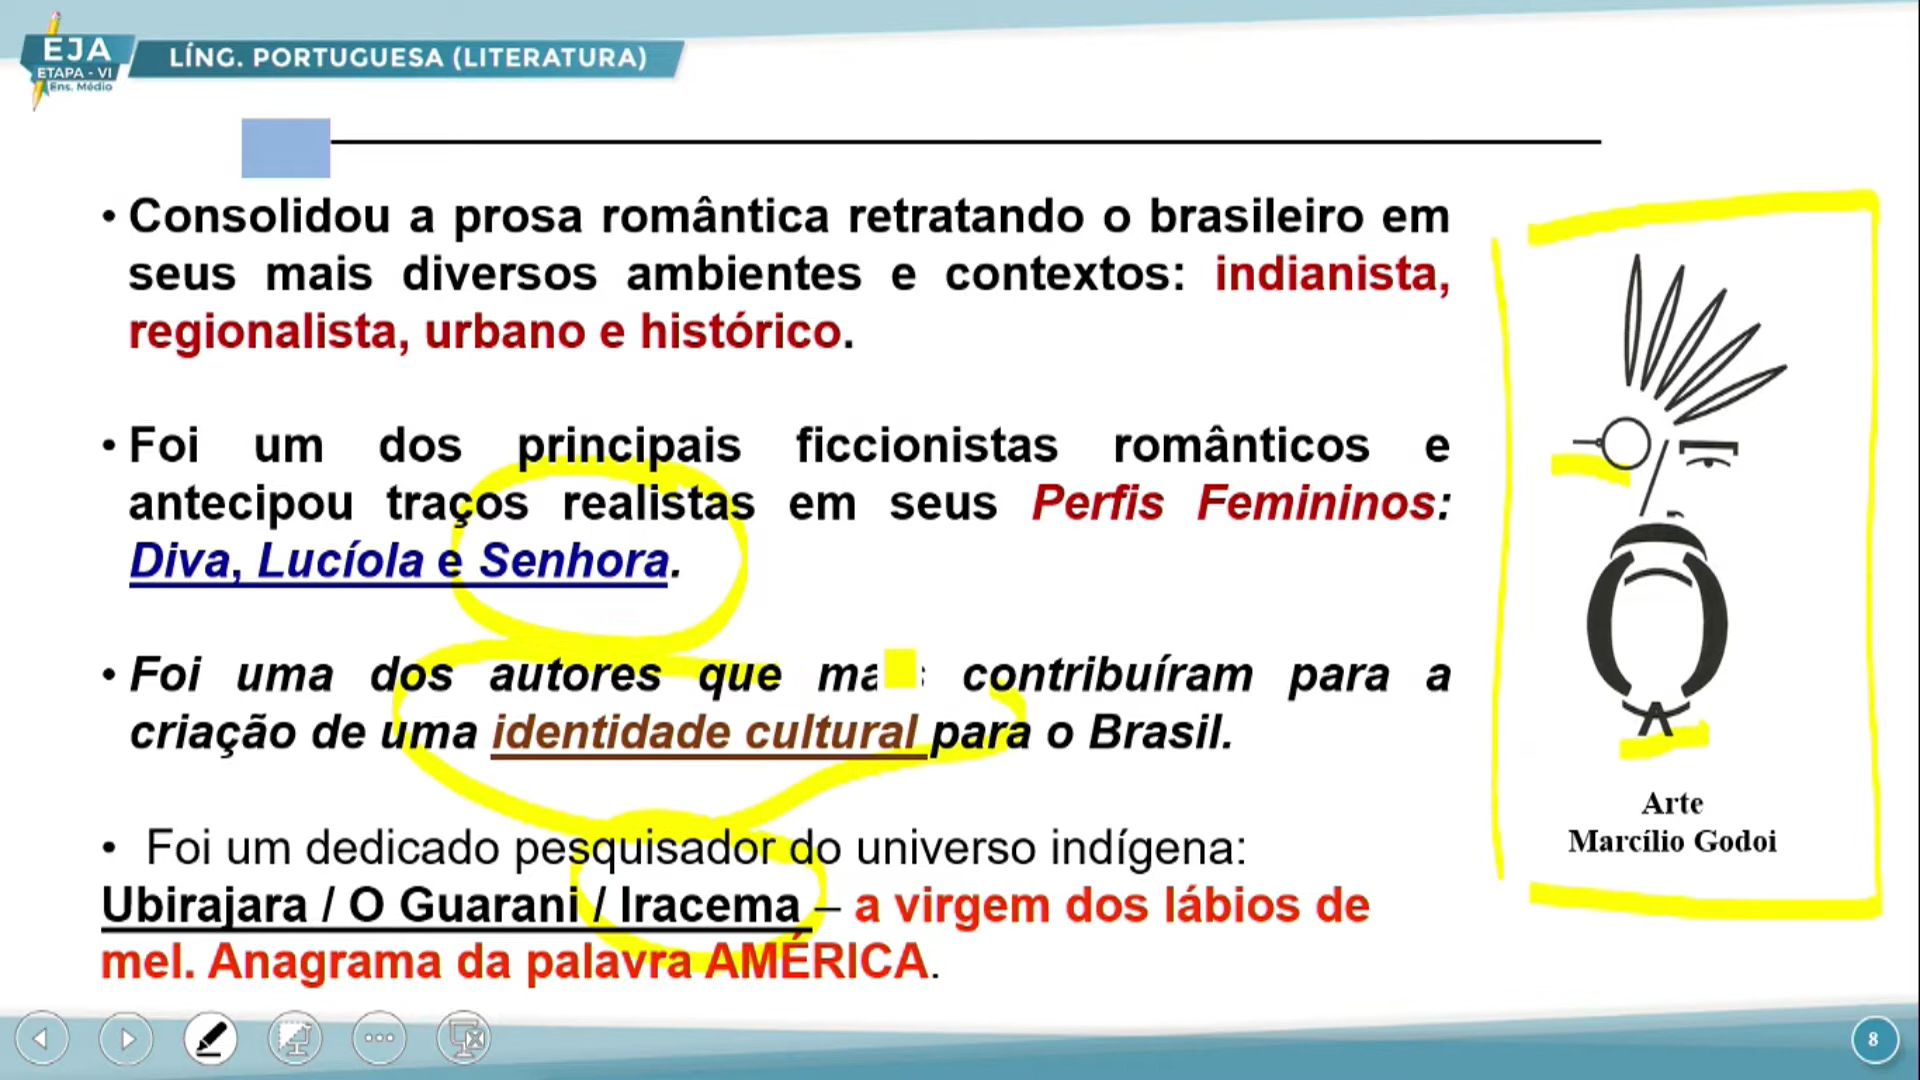 EJA
ETAPA - VI
Ens. Médio
LÍNG. PORTUGUESA (LITERATURA)
• Consolidou a prosa romântica retratando o brasileiro em
seus mais diversos ambientes e contextos: indianista,
regionalista, urbano e histórico.
• Foi um dos principais ficcionistas românticos e
antecipou traços realistas em seus Perfis Femininos:
Diva, Lucíola e Senhora.
• Foi uma dos autores que contribuíram para a
criação de uma identidade cultural para o Brasil.
• Foi um dedicado pesquisador do universo indígena:
Ubirajara / O Guarani / Iracema – a virgem dos lábios de
mel. Anagrama da palavra AMÉRICA.
Arte
Marcílio Godoi
8